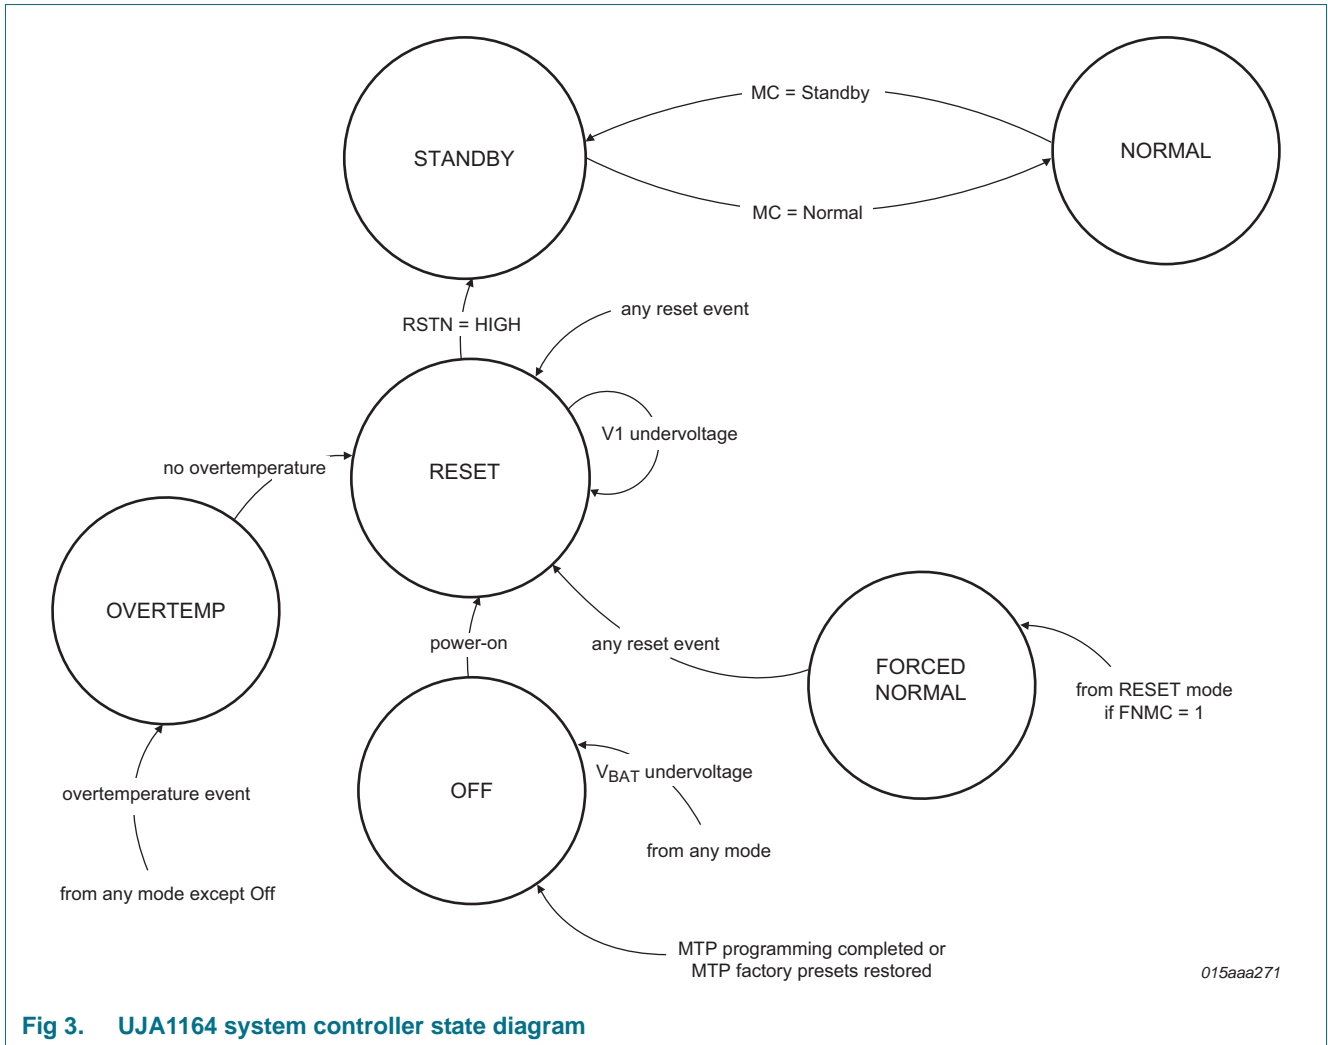 MC = Standby
STANDBY
NORMAL
MC = Normal
any reset event
RSTN = HIGH
V1 undervoltage
no overtemperature
RESET
OVERTEMP
power-on
any reset event
FORCED
NORMAL
from RESET mode
if FNMC = 1
VBAT undervoltage
OFF
overtemperature event
from any mode
from any mode except Off
MTP programming completed or
MTP factory presets restored
015aaa271
Fig 3. UJA1164 system controller state diagram